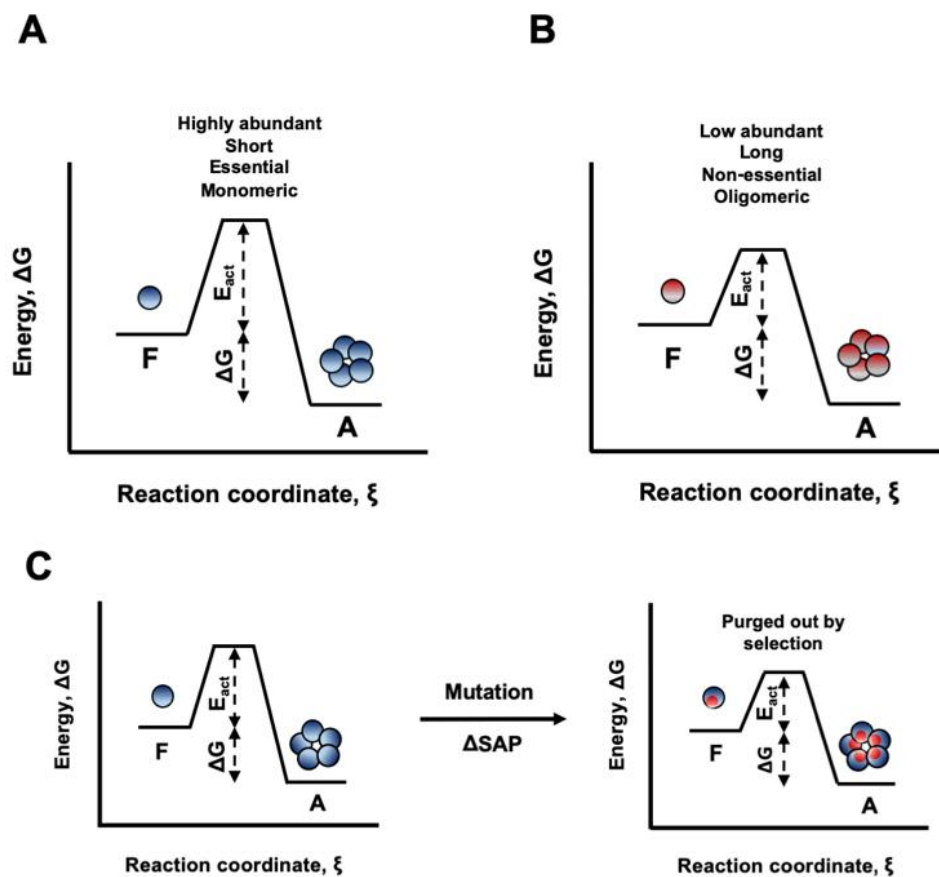 A
Highly abundant
Short
Essential
Monomeric
Energy, ΔG
E_act
F
ΔG
A
Reaction coordinate, ξ
B
Low abundant
Long
Non-essential
Oligomeric
Energy, ΔG
E_act
F
ΔG
A
Reaction coordinate, ξ
C
Energy, ΔG
E_act
F
ΔG
A
Reaction coordinate, ξ
Mutation
ΔSAP
Purged out by
selection
Energy, ΔG
E_act
F
ΔG
A
Reaction coordinate, ξ